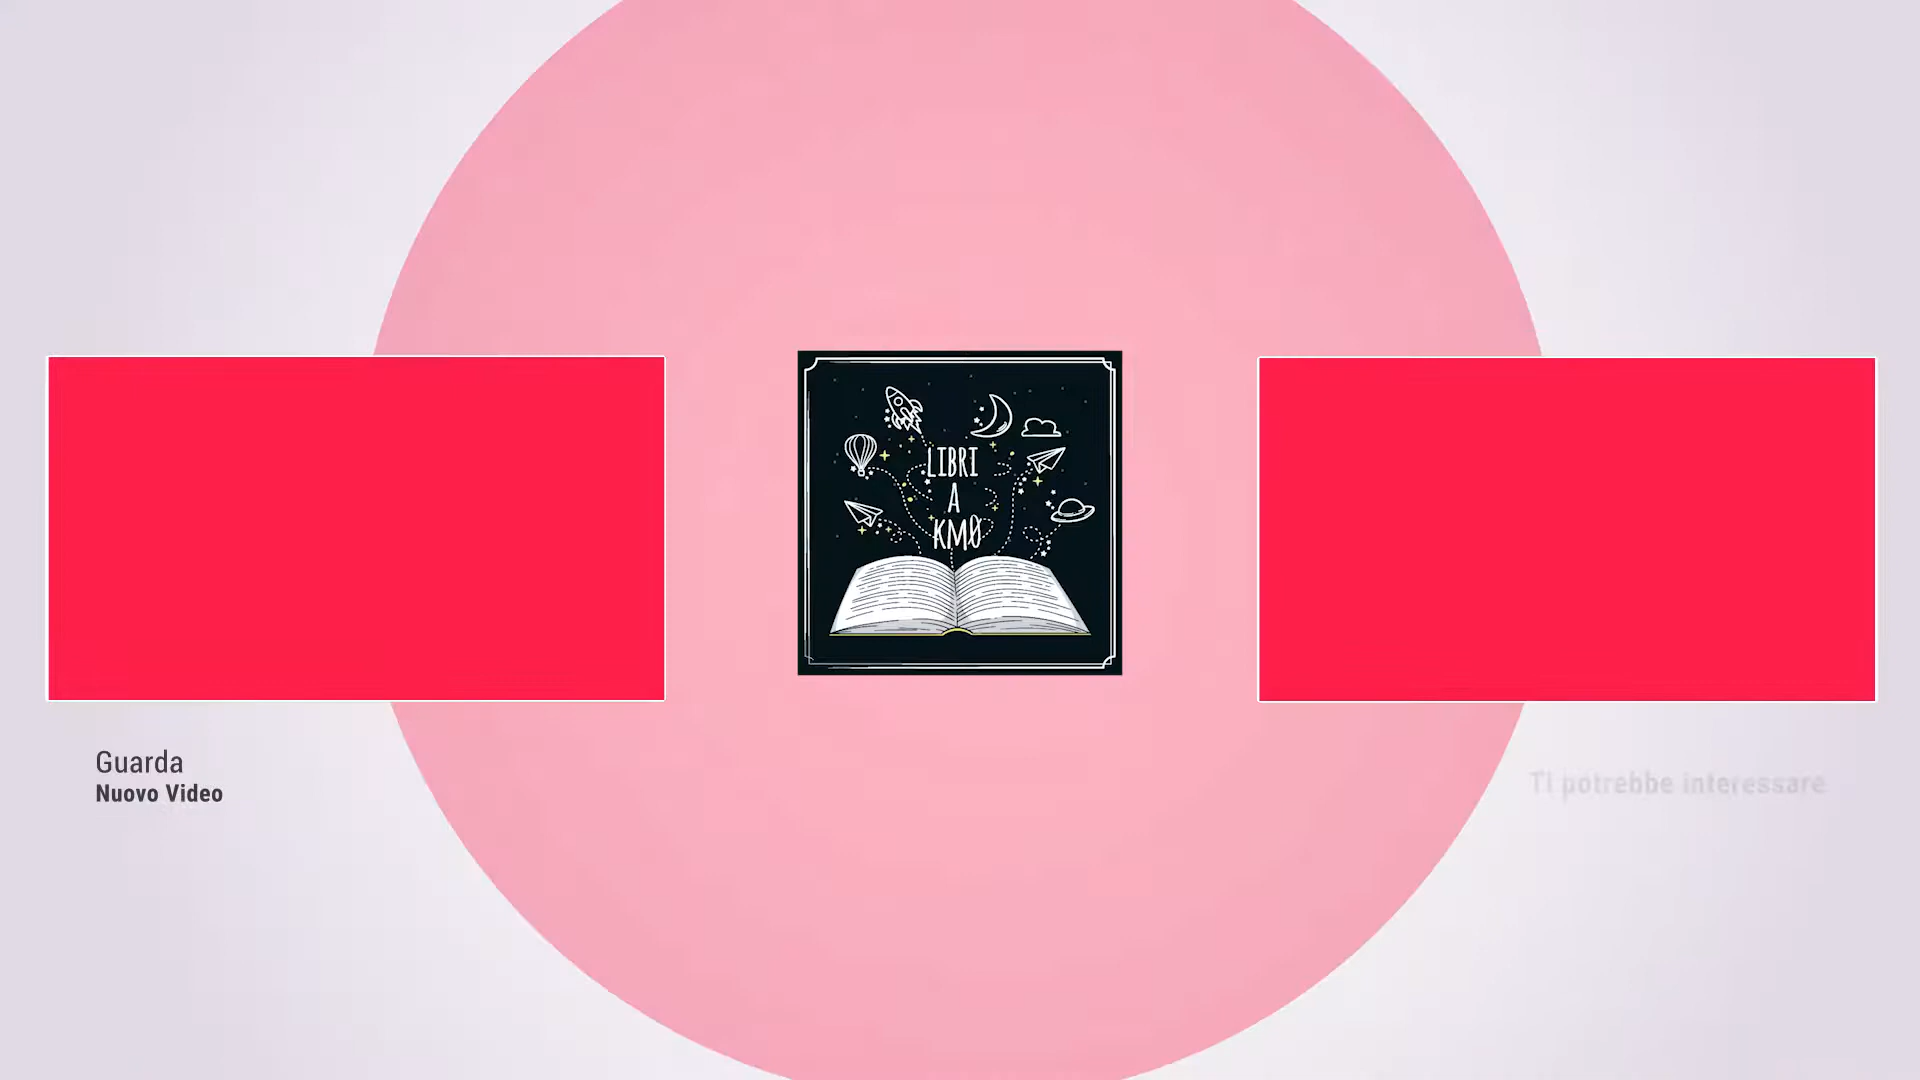 LIBRI
A
KM0
Guarda
Nuovo Video
Ti potrebbe interessare